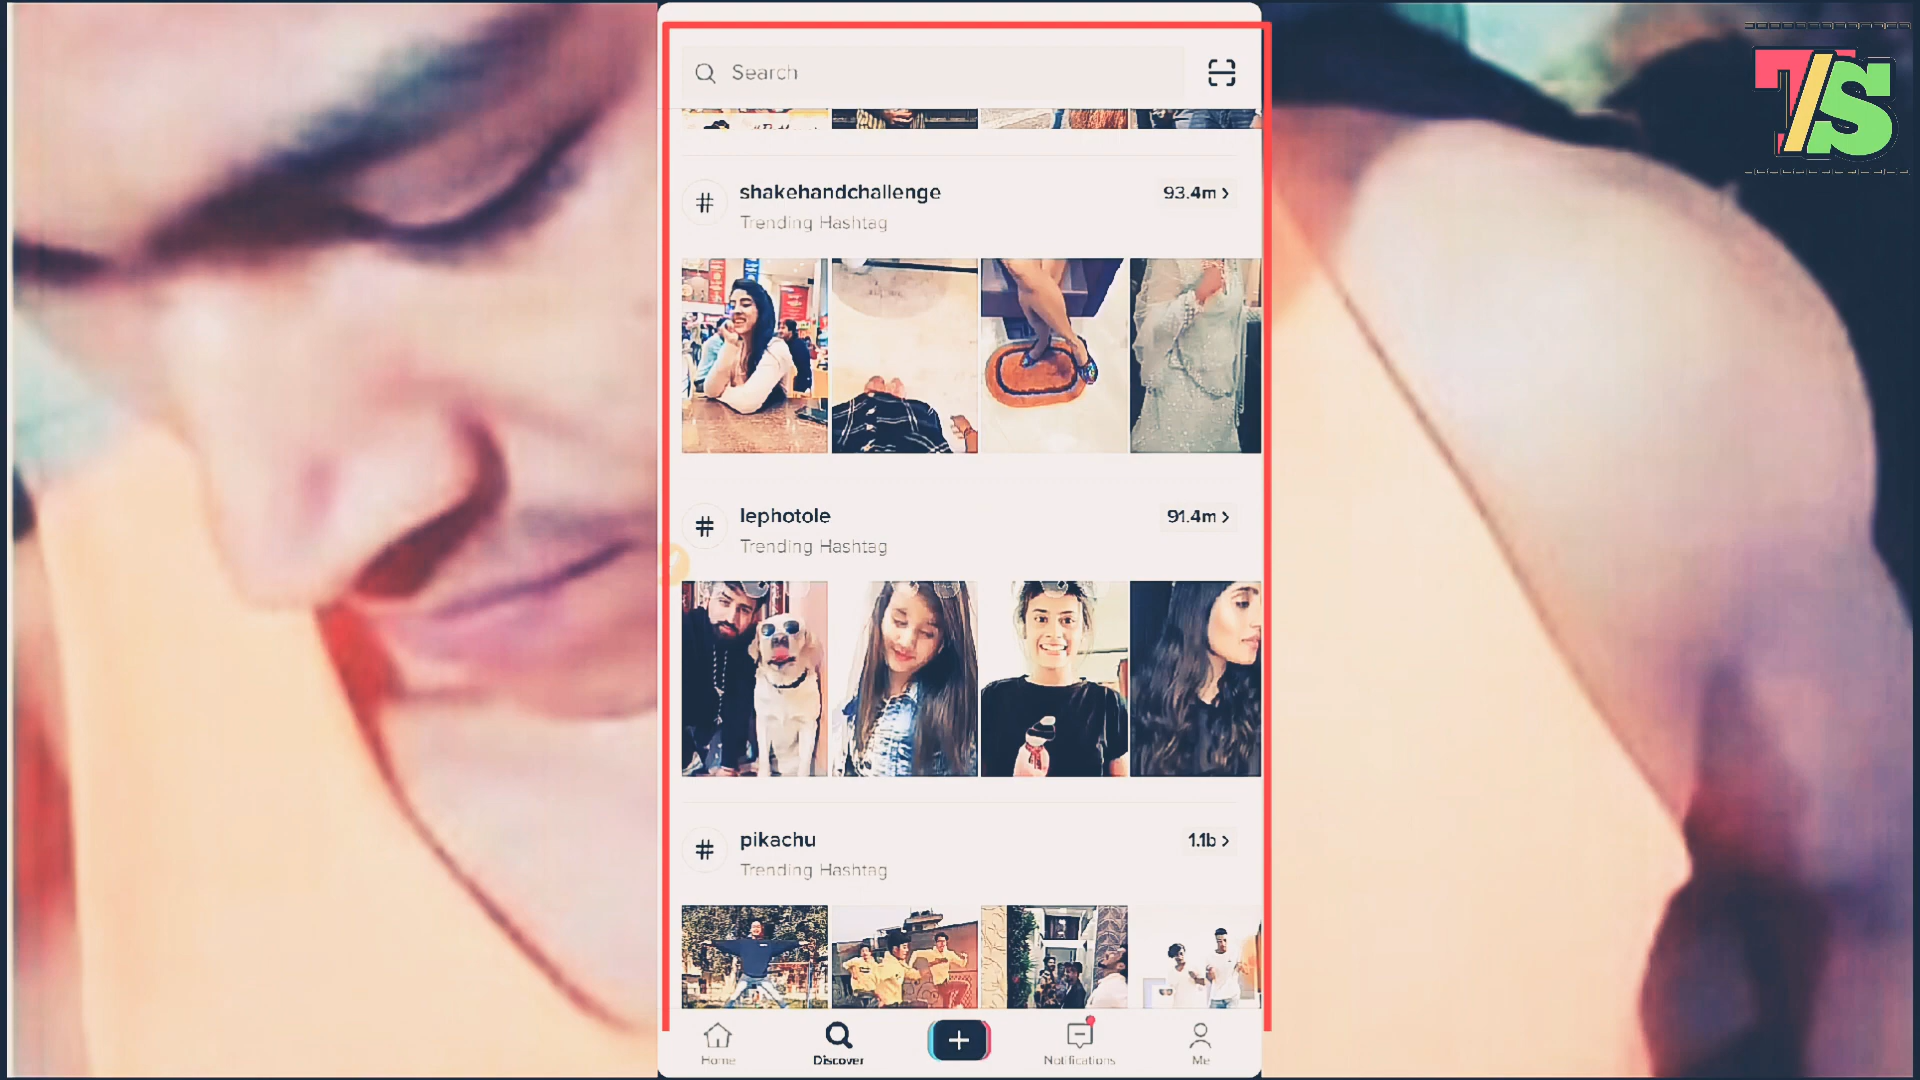 7/S
Search
# shakehandchallenge 93.4m >
Trending Hashtag
# lephotole 91.4m >
Trending Hashtag
# pikachu 1.1b >
Trending Hashtag
Home Discover + Notifications Me